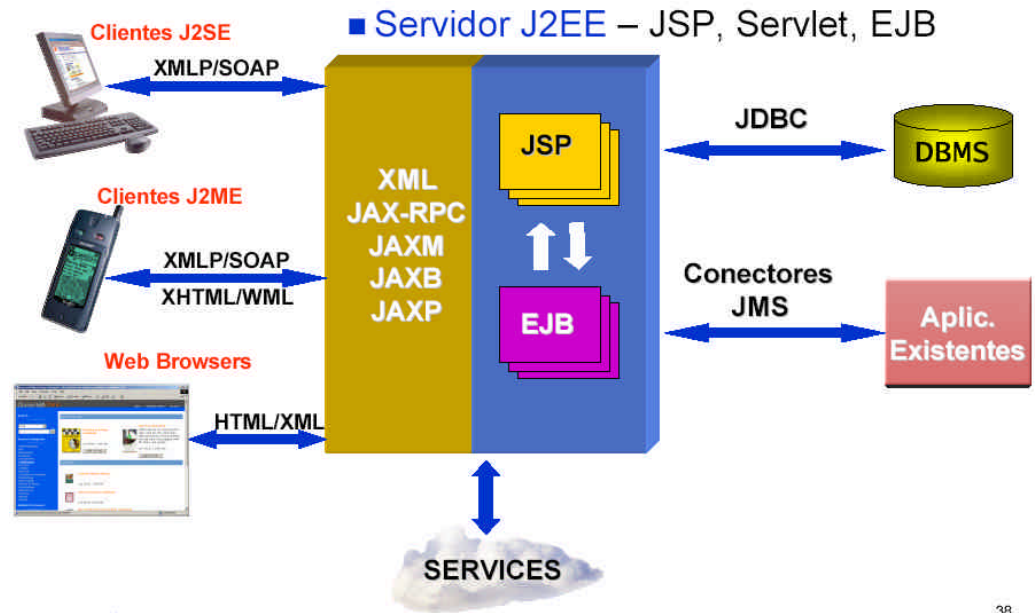 ■ Servidor J2EE – JSP, Servlet, EJB
Clientes J2SE
XMLP/SOAP
Clientes J2ME
XMLP/SOAP
XHTML/WML
Web Browsers
HTML/XML
XML
JAX-RPC
JAXM
JAXB
JAXP
JSP
EJB
JDBC
DBMS
Conectores
JMS
Aplic.
Existentes
SERVICES
38